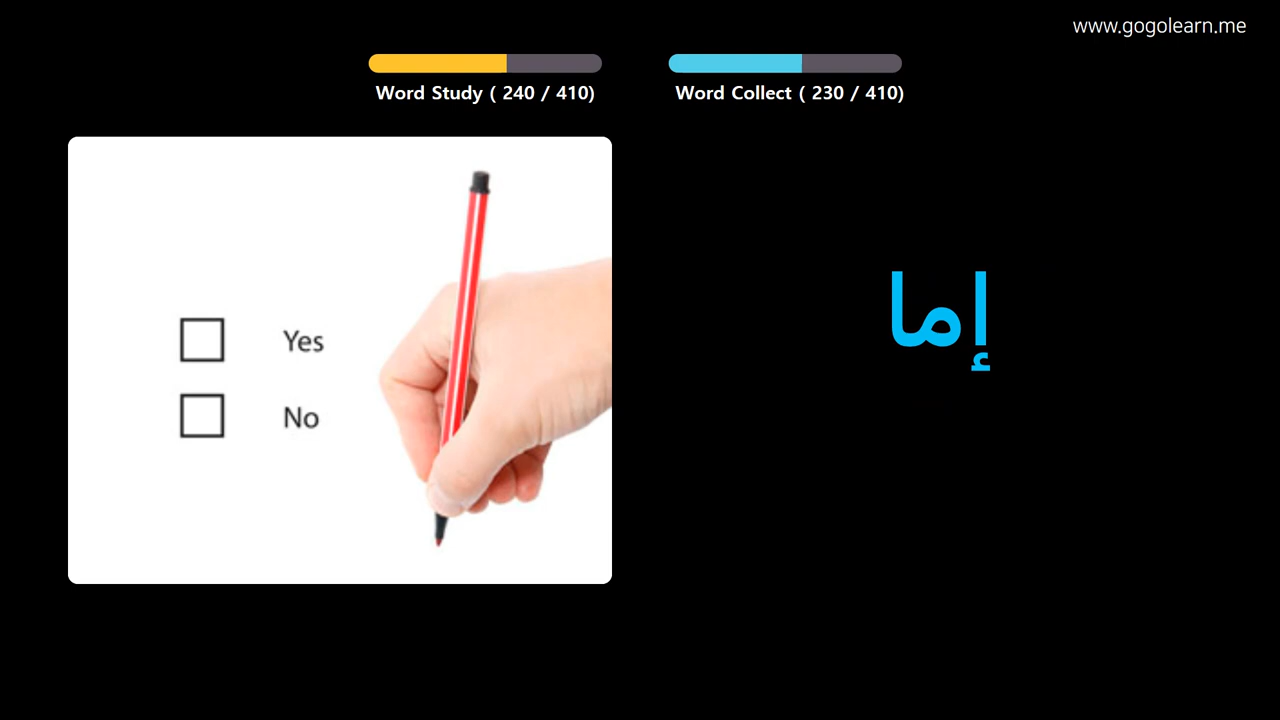 www.gogolearn.me
Word Study ( 240 / 410)
Word Collect ( 230 / 410)
Yes
No
إما